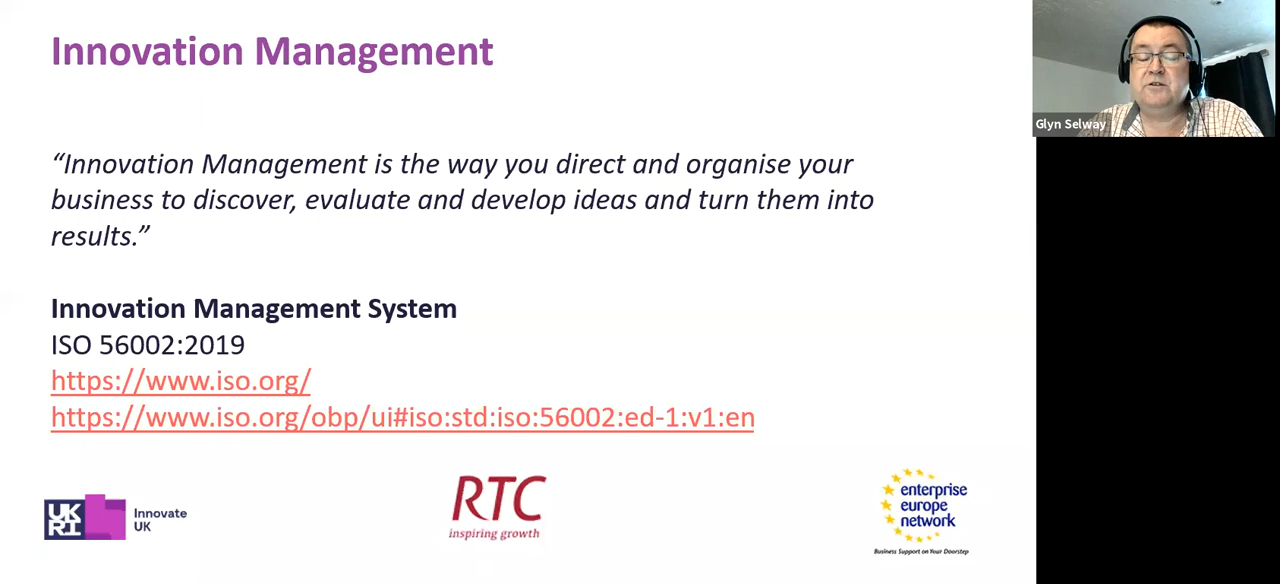 Innovation Management
Glyn Selway
“Innovation Management is the way you direct and organise your
business to discover, evaluate and develop ideas and turn them into
results.”
Innovation Management System
ISO 56002:2019
https://www.iso.org/
https://www.iso.org/obp/ui#iso:std:iso:56002:ed-1:v1:en
UK
RI
Innovate
UK
RTC
inspiring growth
enterprise
europe
network
Business Support on Your Doorstep